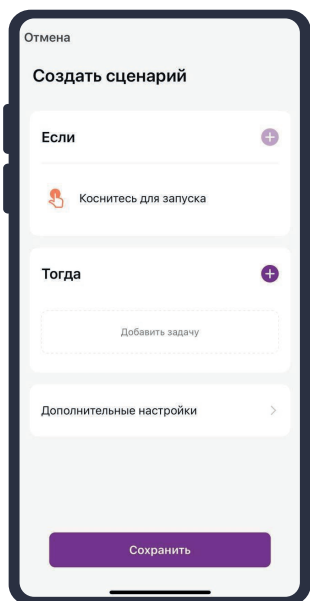 Отмена
Создать сценарий
Если
Коснитесь для запуска
Тогда
Добавить задачу
Дополнительные настройки
Сохранить